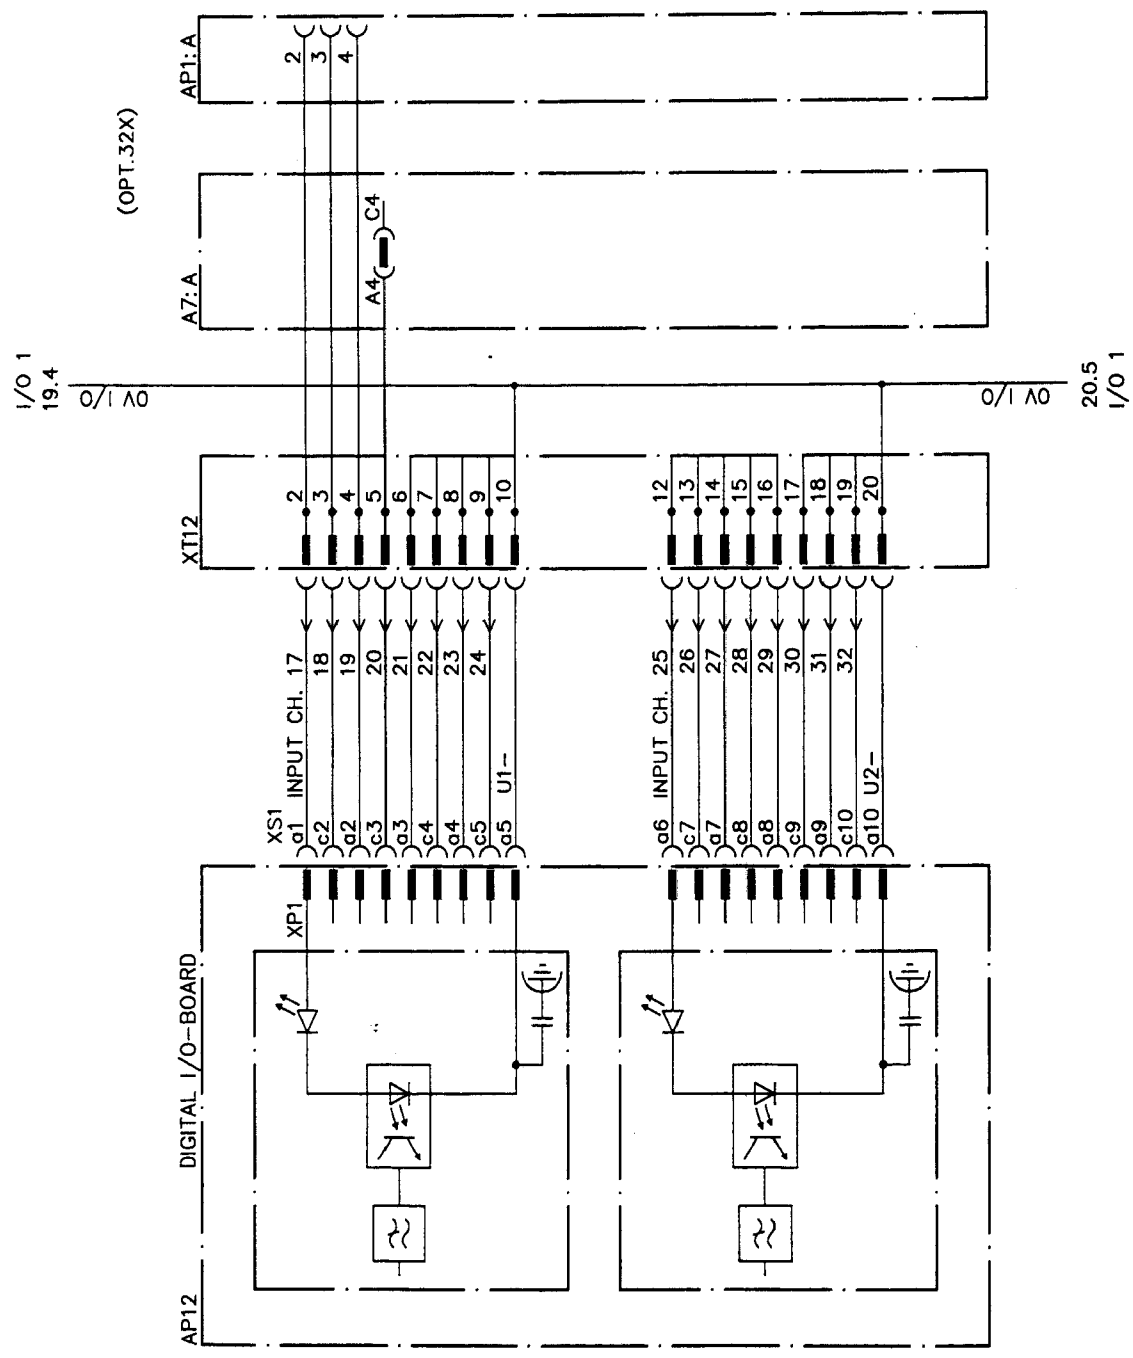 AP1:A
2
3
4
(OPT.32X)
A7:A
A4
C4
I/O 1
19.4
0V I/O
0V I/O
20.5
I/O 1
XT12
2
3
4
5
6
7
8
9
10
12
13
14
15
16
17
18
19
20
INPUT CH. 17
18
19
20
21
22
23
24
U1-
INPUT CH. 25
26
27
28
29
30
31
32
U2-
XS1
a1
c2
a2
c3
a3
c4
a4
c5
a5
a6
c7
a7
c8
a8
c9
a9
c10
a10
XP1
DIGITAL I/O-BOARD
AP12